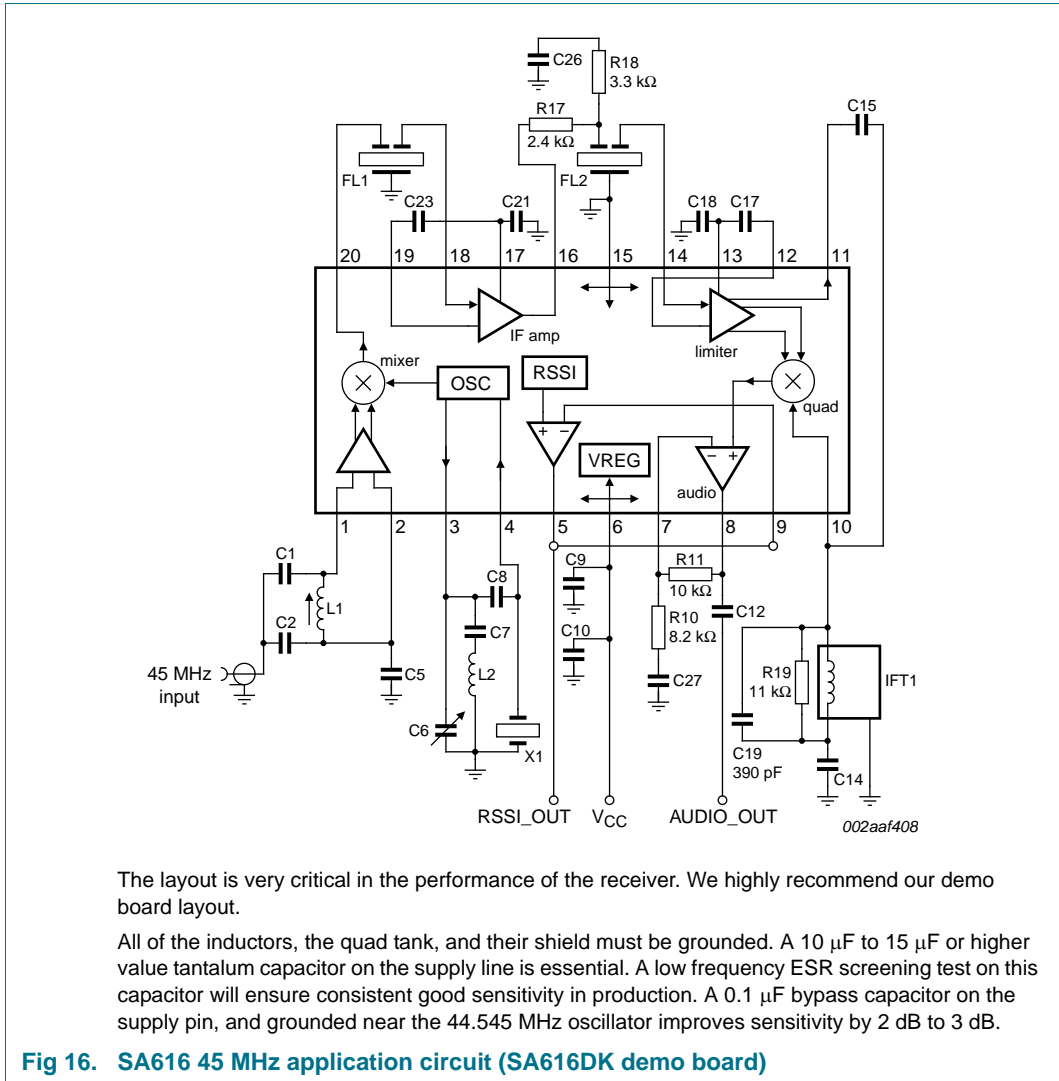 C26
R18
3.3 kΩ
R17
2.4 kΩ
C15
FL1
FL2
C23
C21
C18
C17
20
19
18
17
16
15
14
13
12
11
IF amp
limiter
mixer
OSC
RSSI
quad
+ −
VREG
− +
audio
1
2
3
4
5
6
7
8
9
10
C1
C2
L1
C5
45 MHz
input
C8
C7
L2
C6
X1
C9
C10
R11
10 kΩ
R10
8.2 kΩ
C12
C27
R19
11 kΩ
IFT1
C19
390 pF
C14
RSSI_OUT
VCC
AUDIO_OUT
002aaf408
The layout is very critical in the performance of the receiver. We highly recommend our demo
board layout.
All of the inductors, the quad tank, and their shield must be grounded. A 10 μF to 15 μF or higher
value tantalum capacitor on the supply line is essential. A low frequency ESR screening test on this
capacitor will ensure consistent good sensitivity in production. A 0.1 μF bypass capacitor on the
supply pin, and grounded near the 44.545 MHz oscillator improves sensitivity by 2 dB to 3 dB.
Fig 16. SA616 45 MHz application circuit (SA616DK demo board)